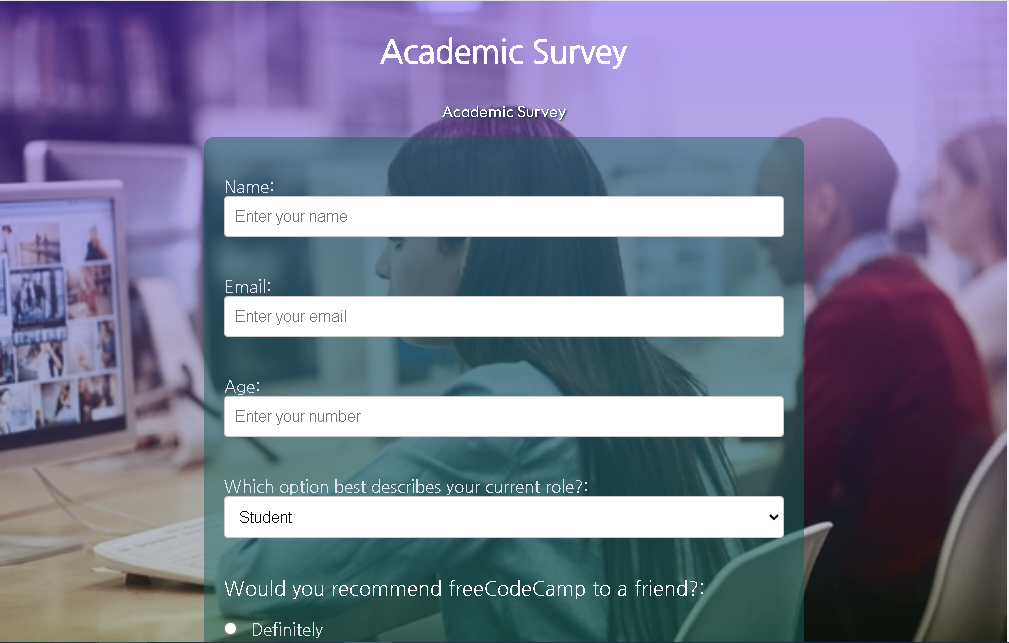 Academic Survey
Academic Survey
Name:
Enter your name
Email:
Enter your email
Age:
Enter your number
Which option best describes your current role?:
Student
Would you recommend freeCodeCamp to a friend?:
Definitely